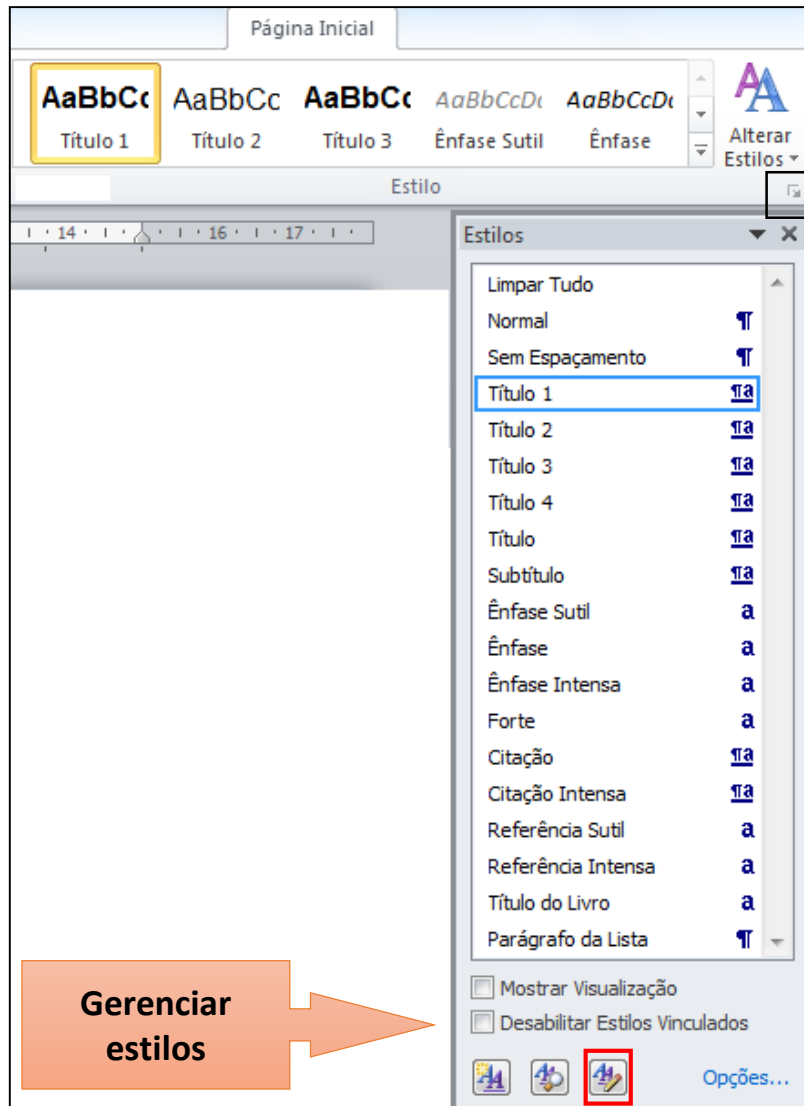 Página Inicial
AaBbCc AaBbCc AaBbCc AaBbCcDc AaBbCcDc
Título 1 Título 2 Título 3 Ênfase Sutil Ênfase
Alterar
Estilos
Estilo
14 16 17
Estilos
Limpar Tudo
Normal ¶
Sem Espaçamento ¶
Título 1 ¶a
Título 2 ¶a
Título 3 ¶a
Título 4 ¶a
Título ¶a
Subtítulo ¶a
Ênfase Sutil a
Ênfase a
Ênfase Intensa a
Forte a
Citação ¶a
Citação Intensa ¶a
Referência Sutil a
Referência Intensa a
Título do Livro a
Parágrafo da Lista ¶
Mostrar Visualização
Desabilitar Estilos Vinculados
Opções...
Gerenciar
estilos